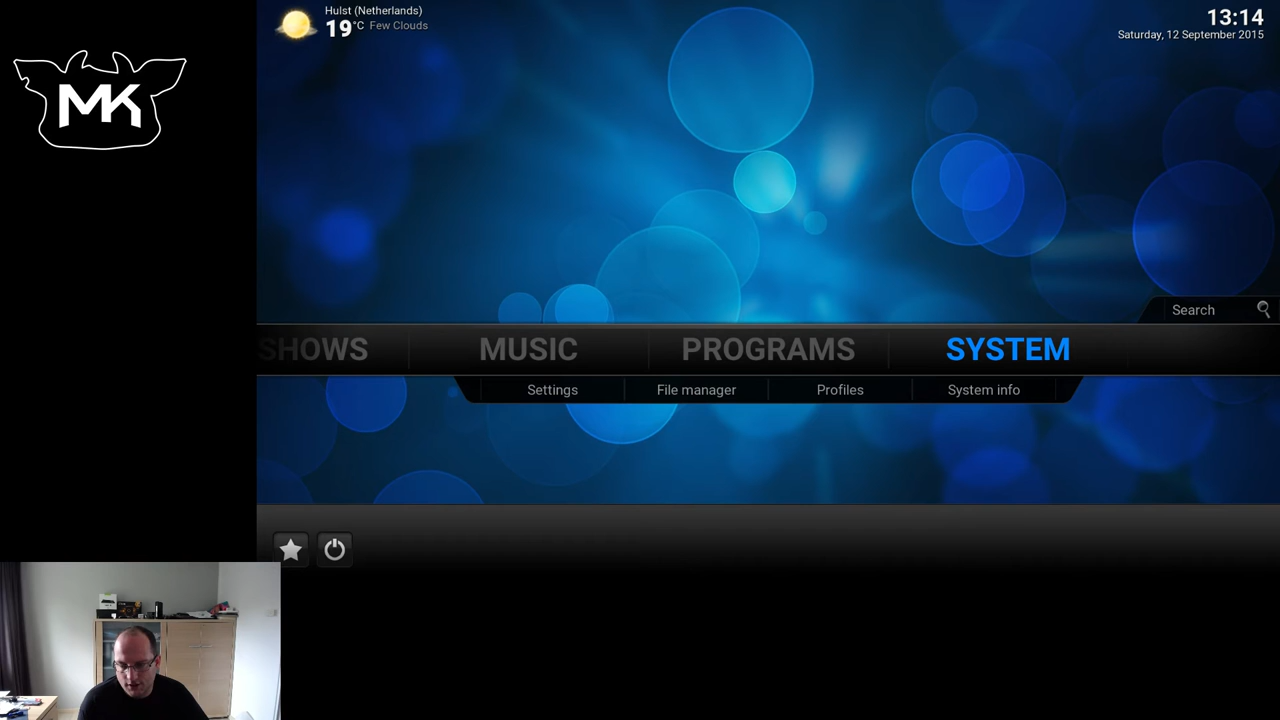 Hulst (Netherlands)
19°C Few Clouds
13:14
Saturday, 12 September 2015
MK
Search
SHOWS MUSIC PROGRAMS SYSTEM
Settings File manager Profiles System info